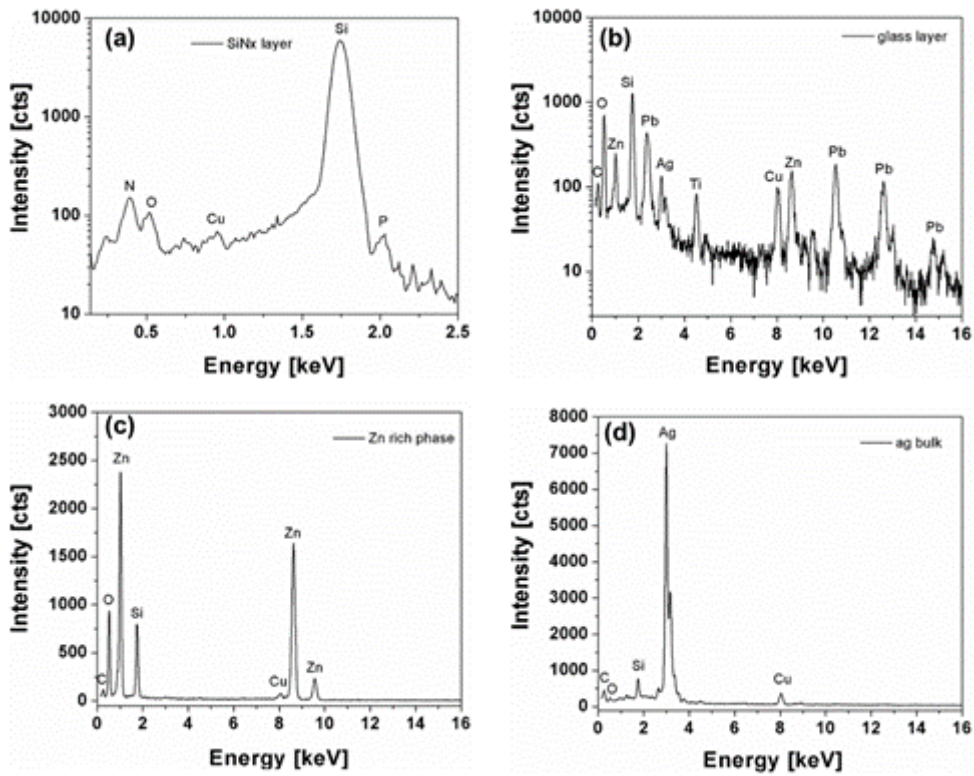 (a)
SiNx layer
Si
N
O
Cu
P
10000
1000
100
10
0.5
1.0
1.5
2.0
2.5
Intensity [cts]
Energy [keV]
(b)
glass layer
C
O
Zn
Si
Pb
Ag
Ti
Cu
Zn
Pb
Pb
Pb
10000
1000
100
10
0
2
4
6
8
10
12
14
16
Intensity [cts]
Energy [keV]
(c)
Zn rich phase
C
O
Zn
Si
Cu
Zn
Zn
3000
2500
2000
1500
1000
500
0
0
2
4
6
8
10
12
14
16
Intensity [cts]
Energy [keV]
(d)
ag bulk
C
O
Si
Ag
Cu
8000
7000
6000
5000
4000
3000
2000
1000
0
0
2
4
6
8
10
12
14
16
Intensity [cts]
Energy [keV]